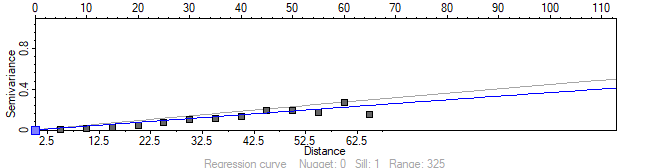 0 10 20 30 40 50 60 70 80 90 100 110
0.8
0.4
0
Semivariance
2.5 12.5 22.5 32.5 42.5 52.5 62.5
Distance
Regression curve Nugget: 0 Sill: 1 Range: 325